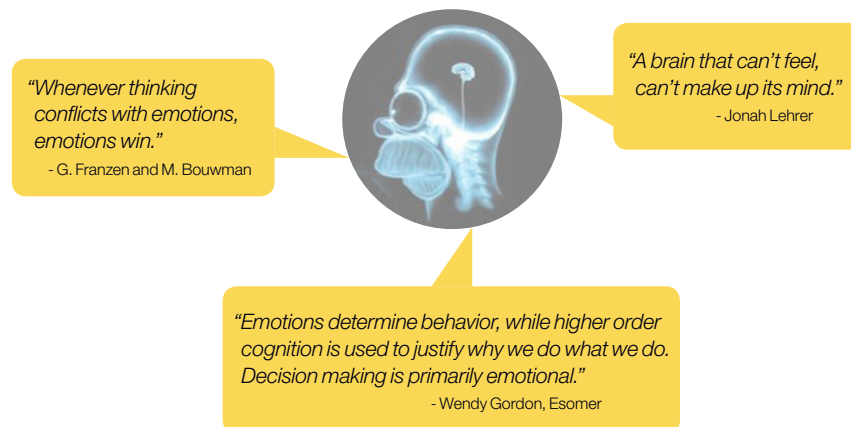 “Whenever thinking
conflicts with emotions,
emotions win.”
- G. Franzen and M. Bouwman
“A brain that can’t feel,
can’t make up its mind.”
- Jonah Lehrer
“Emotions determine behavior, while higher order
cognition is used to justify why we do what we do.
Decision making is primarily emotional.”
- Wendy Gordon, Esomer